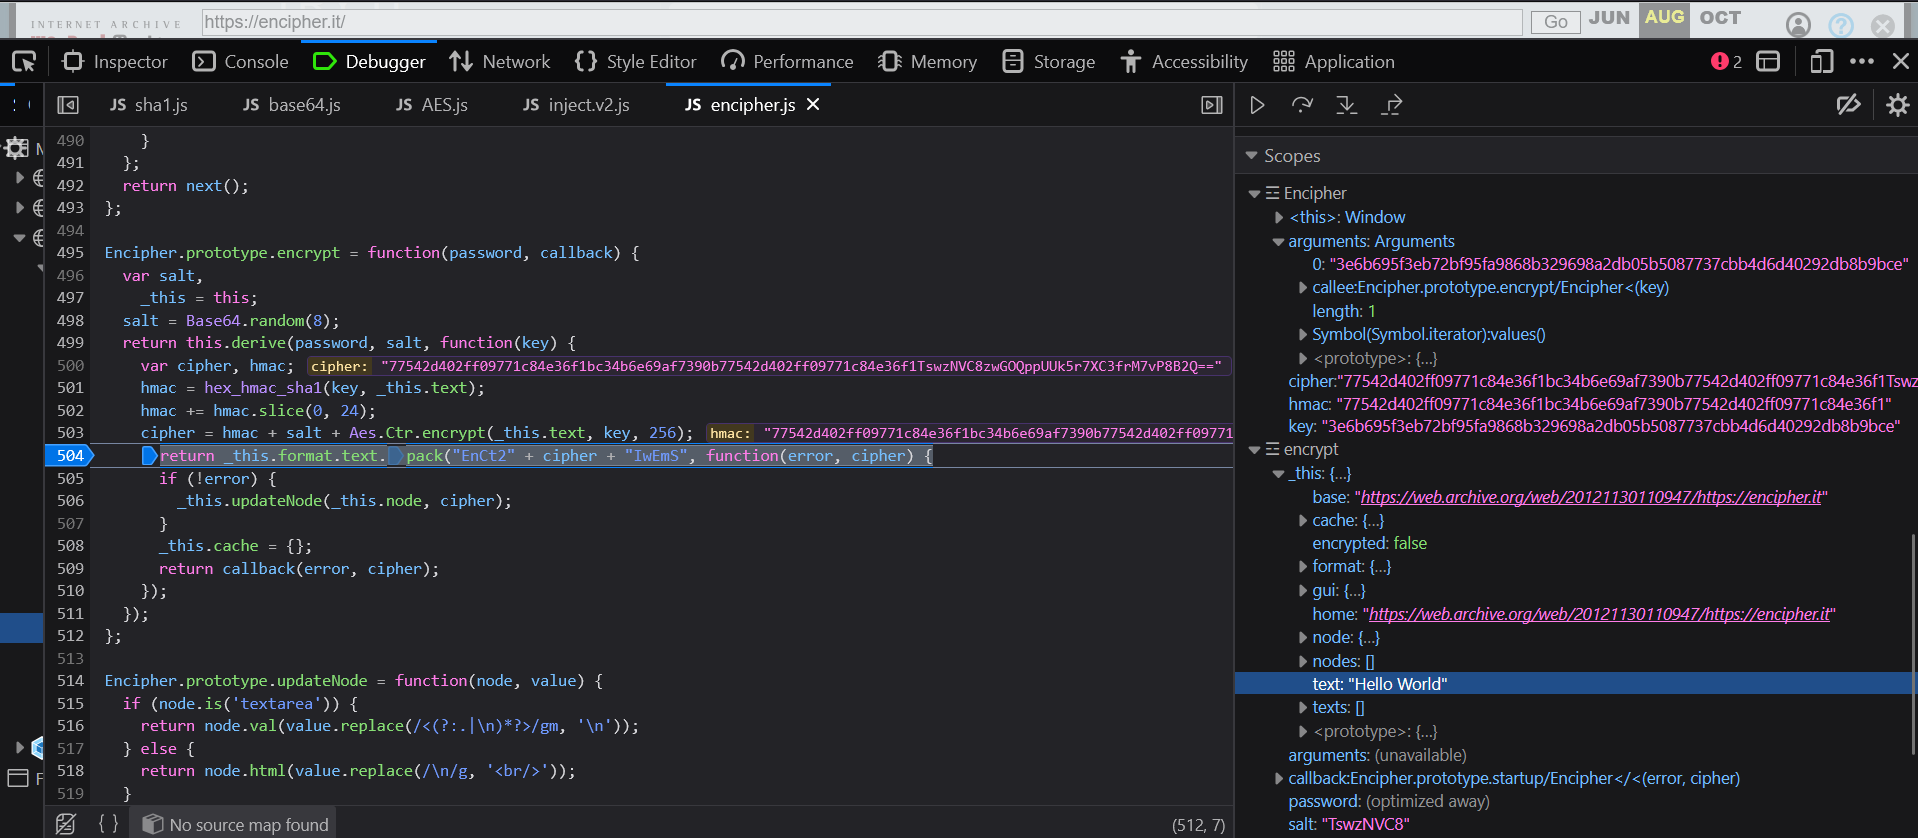 INTERNET ARCHIVE
https://encipher.it/
Go
JUN AUG OCT
Inspector Console Debugger Network Style Editor Performance Memory Storage Accessibility Application 2
JS sha1.js JS base64.js JS AES.js JS inject.v2.js JS encipher.js
490 }
491 };
492 return next();
493 };
494
495 Encipher.prototype.encrypt = function(password, callback) {
496 var salt,
497 _this = this;
498 salt = Base64.random(8);
499 return this.derive(password, salt, function(key) {
500 var cipher, hmac; cipher: "77542d402ff09771c84e36f1bc34b6e69af7390b77542d402ff09771c84e36f1TswzNVC8zwGOQppUUk5r7XC3frM7vP8B2Q=="
501 hmac = hex_hmac_sha1(key, _this.text);
502 hmac += hmac.slice(0, 24);
503 cipher = hmac + salt + Aes.Ctr.encrypt(_this.text, key, 256); hmac: "77542d402ff09771c84e36f1bc34b6e69af7390b77542d402ff09771
504 return _this.format.text.pack("EnCt2" + cipher + "IwEmS", function(error, cipher) {
505 if (!error) {
506 _this.updateNode(_this.node, cipher);
507 }
508 _this.cache = {};
509 return callback(error, cipher);
510 });
511 });
512 };
513
514 Encipher.prototype.updateNode = function(node, value) {
515 if (node.is('textarea')) {
516 return node.val(value.replace(/<(?:.|\n)*?>/gm, '\n'));
517 } else {
518 return node.html(value.replace(/\n/g, '<br/>'));
519 }
{ } No source map found (512, 7)
Scopes
Encipher
<this>: Window
arguments: Arguments
0: "3e6b695f3eb72bf95fa9868b329698a2db05b5087737cbb4d6d40292db8b9bce"
callee:Encipher.prototype.encrypt/Encipher<(key)
length: 1
Symbol(Symbol.iterator):values()
<prototype>: {…}
cipher:"77542d402ff09771c84e36f1bc34b6e69af7390b77542d402ff09771c84e36f1Tswz
hmac: "77542d402ff09771c84e36f1bc34b6e69af7390b77542d402ff09771c84e36f1"
key: "3e6b695f3eb72bf95fa9868b329698a2db05b5087737cbb4d6d40292db8b9bce"
encrypt
_this: {…}
base: "https://web.archive.org/web/20121130110947/https://encipher.it"
cache: {…}
encrypted: false
format: {…}
gui: {…}
home: "https://web.archive.org/web/20121130110947/https://encipher.it"
node: {…}
nodes: []
text: "Hello World"
texts: []
<prototype>: {…}
arguments: (unavailable)
callback:Encipher.prototype.startup/Encipher</<(error, cipher)
password: (optimized away)
salt: "TswzNVC8"